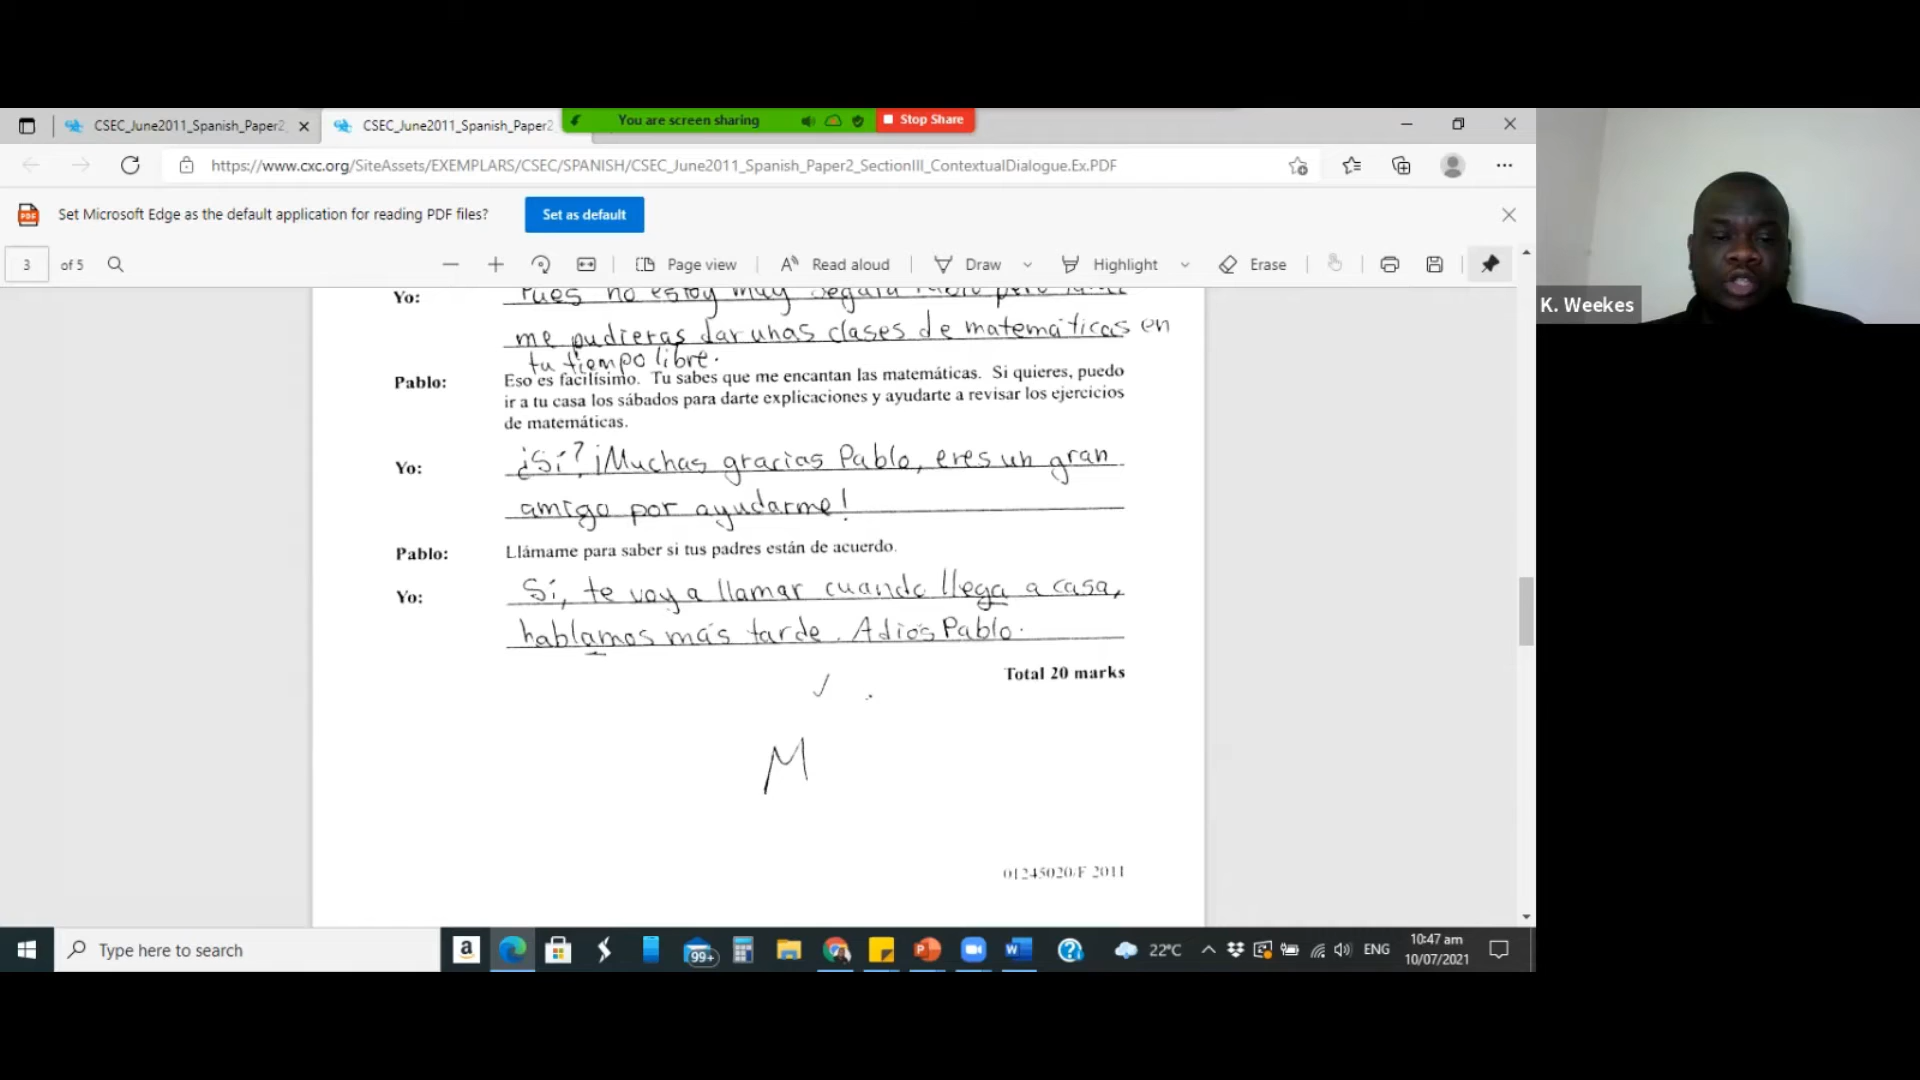 CSEC_June2011_Spanish_Paper2
CSEC_June2011_Spanish_Paper2
You are screen sharing
Stop Share
https://www.cxc.org/SiteAssets/EXEMPLARS/CSEC/SPANISH/CSEC_June2011_Spanish_Paper2_SectionIII_ContextualDialogue.Ex.PDF
Set Microsoft Edge as the default application for reading PDF files?
Set as default
3 of 5
Page view
Read aloud
Draw
Highlight
Erase
K. Weekes
Yo: Pues no estoy muy Pablo pero
me pudieras dar unas clases de matemáticas en
tu tiempo libre.
Pablo: Eso es facilísimo. Tu sabes que me encantan las matemáticas. Si quieres, puedo
ir a tu casa los sábados para darte explicaciones y ayudarte a revisar los ejercicios
de matemáticas.
Yo: ¿Sí? ¡Muchas gracias Pablo, eres un gran
amigo por ayudarme!
Pablo: Llámame para saber si tus padres están de acuerdo.
Yo: Sí, te voy a llamar cuando llega a casa,
hablamos más tarde. Adiós Pablo.
Total 20 marks
M
01245020/F 2011
Type here to search
99+
22°C
ENG
10:47 am
10/07/2021